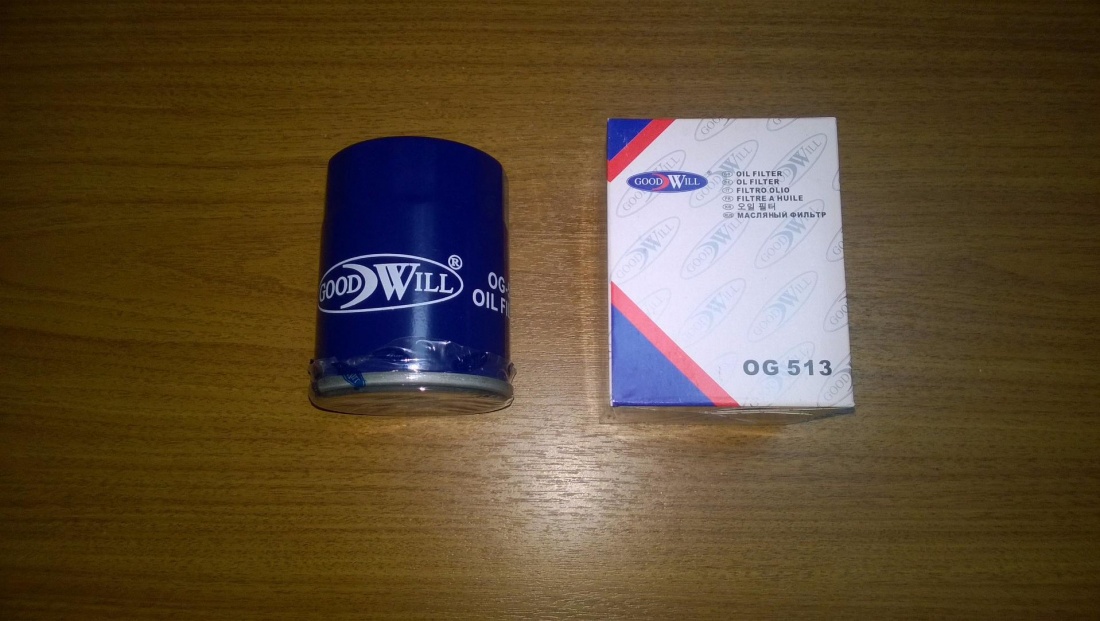 GOOD WILL ®
OG-
OIL FI
GOOD WILL
OIL FILTER
OL FILTER
FILTRO.OLIO
FILTRE A HUILE
오일 필터
МАСЛЯНЫЙ ФИЛЬТР
OG 513